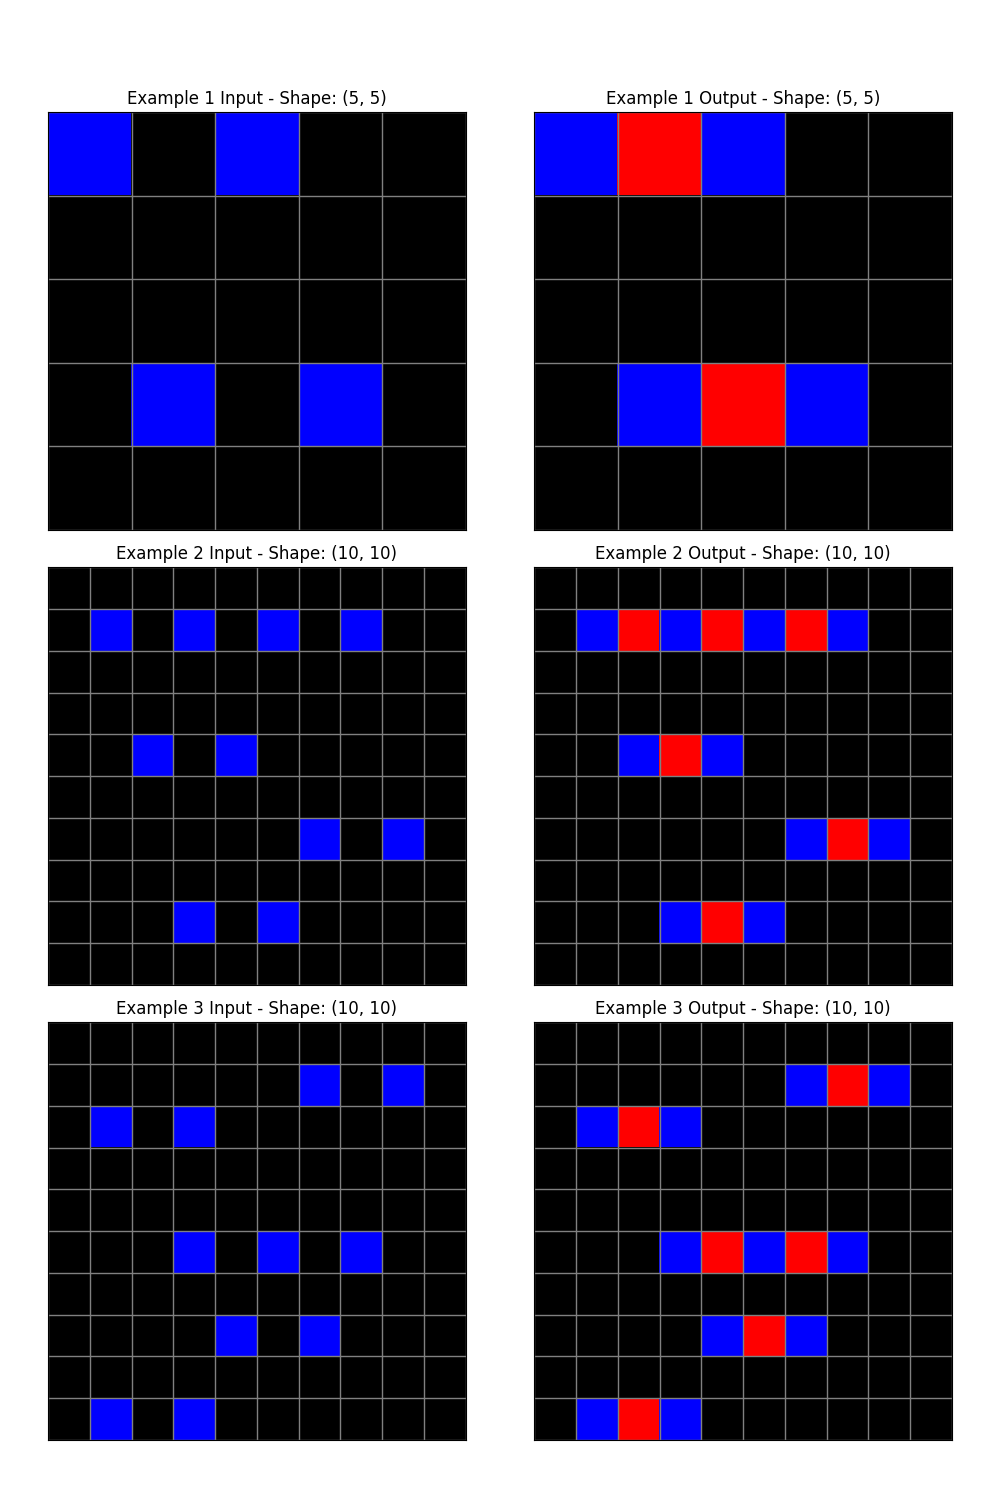 Example 1 Input - Shape: (5, 5)
Example 1 Output - Shape: (5, 5)
Example 2 Input - Shape: (10, 10)
Example 2 Output - Shape: (10, 10)
Example 3 Input - Shape: (10, 10)
Example 3 Output - Shape: (10, 10)